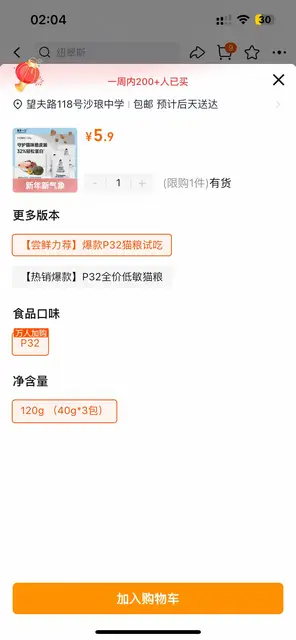 02:04
30
纽顿斯
一周内200+人已买
望夫路118号沙琅中学 | 包邮 预计后天送达
守护猫咪肠皮龈
32%轻松蛋白
新年新气象
¥5.9
- 1 + (限购1件)有货
更多版本
【尝鲜力荐】爆款P32猫粮试吃
【热销爆款】P32全价低敏猫粮
食品口味
万人加购
P32
净含量
120g （40g*3包）
加入购物车